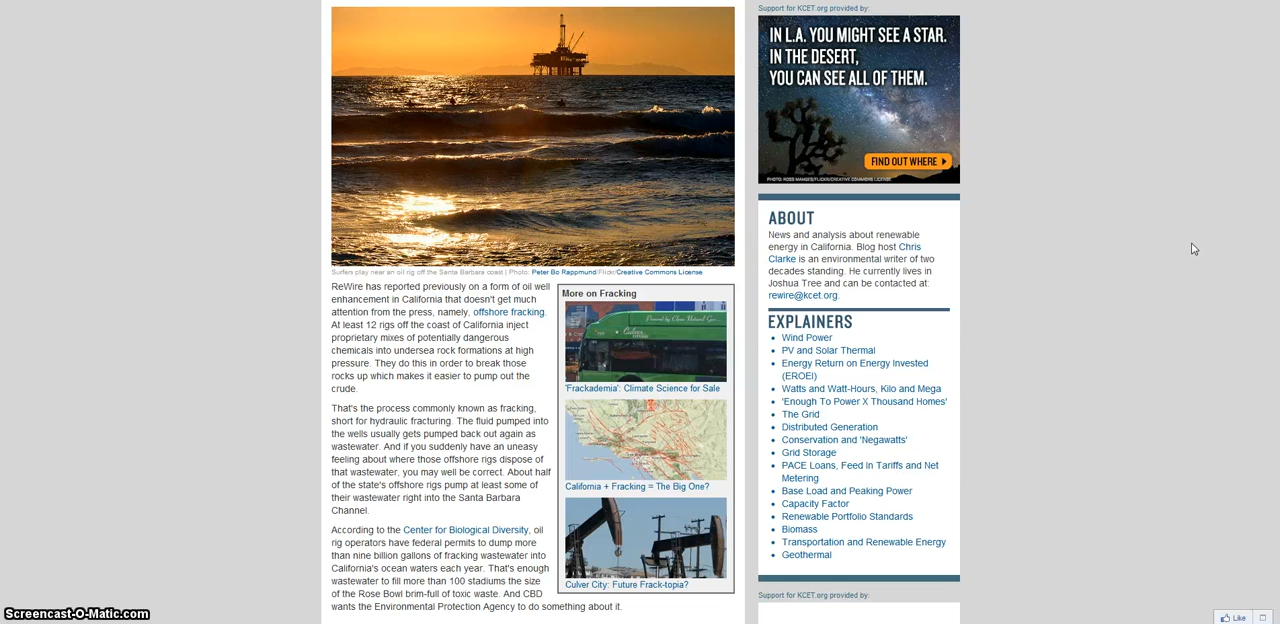 Surfers play near an oil rig off the Santa Barbara coast | Photo: Peter Bo Rappmund/Flickr/Creative Commons License
ReWire has reported previously on a form of oil well
enhancement in California that doesn't get much
attention from the press, namely, offshore fracking.
At least 12 rigs off the coast of California inject
proprietary mixes of potentially dangerous
chemicals into undersea rock formations at high
pressure. They do this in order to break those
rocks up which makes it easier to pump out the
crude.
That's the process commonly known as fracking,
short for hydraulic fracturing. The fluid pumped into
the wells usually gets pumped back out again as
wastewater. And if you suddenly have an uneasy
feeling about where those offshore rigs dispose of
that wastewater, you may well be correct. About half
of the state's offshore rigs pump at least some of
their wastewater right into the Santa Barbara
Channel.
According to the Center for Biological Diversity, oil
rig operators have federal permits to dump more
than nine billion gallons of fracking wastewater into
California's ocean waters each year. That's enough
wastewater to fill more than 100 stadiums the size
of the Rose Bowl brim-full of toxic waste. And CBD
wants the Environmental Protection Agency to do something about it.
More on Fracking
'Frackademia': Climate Science for Sale
California + Fracking = The Big One?
Culver City: Future Frack-topia?
Support for KCET.org provided by:
IN L.A. YOU MIGHT SEE A STAR.
IN THE DESERT,
YOU CAN SEE ALL OF THEM.
FIND OUT WHERE
ABOUT
News and analysis about renewable
energy in California. Blog host Chris
Clarke is an environmental writer of two
decades standing. He currently lives in
Joshua Tree and can be contacted at:
rewire@kcet.org.
EXPLAINERS
Wind Power
PV and Solar Thermal
Energy Return on Energy Invested
(EROEI)
Watts and Watt-Hours, Kilo and Mega
'Enough To Power X Thousand Homes'
The Grid
Distributed Generation
Conservation and 'Negawatts'
Grid Storage
PACE Loans, Feed In Tariffs and Net
Metering
Base Load and Peaking Power
Capacity Factor
Renewable Portfolio Standards
Biomass
Transportation and Renewable Energy
Geothermal
Support for KCET.org provided by:
Like
Screencast-O-Matic.com